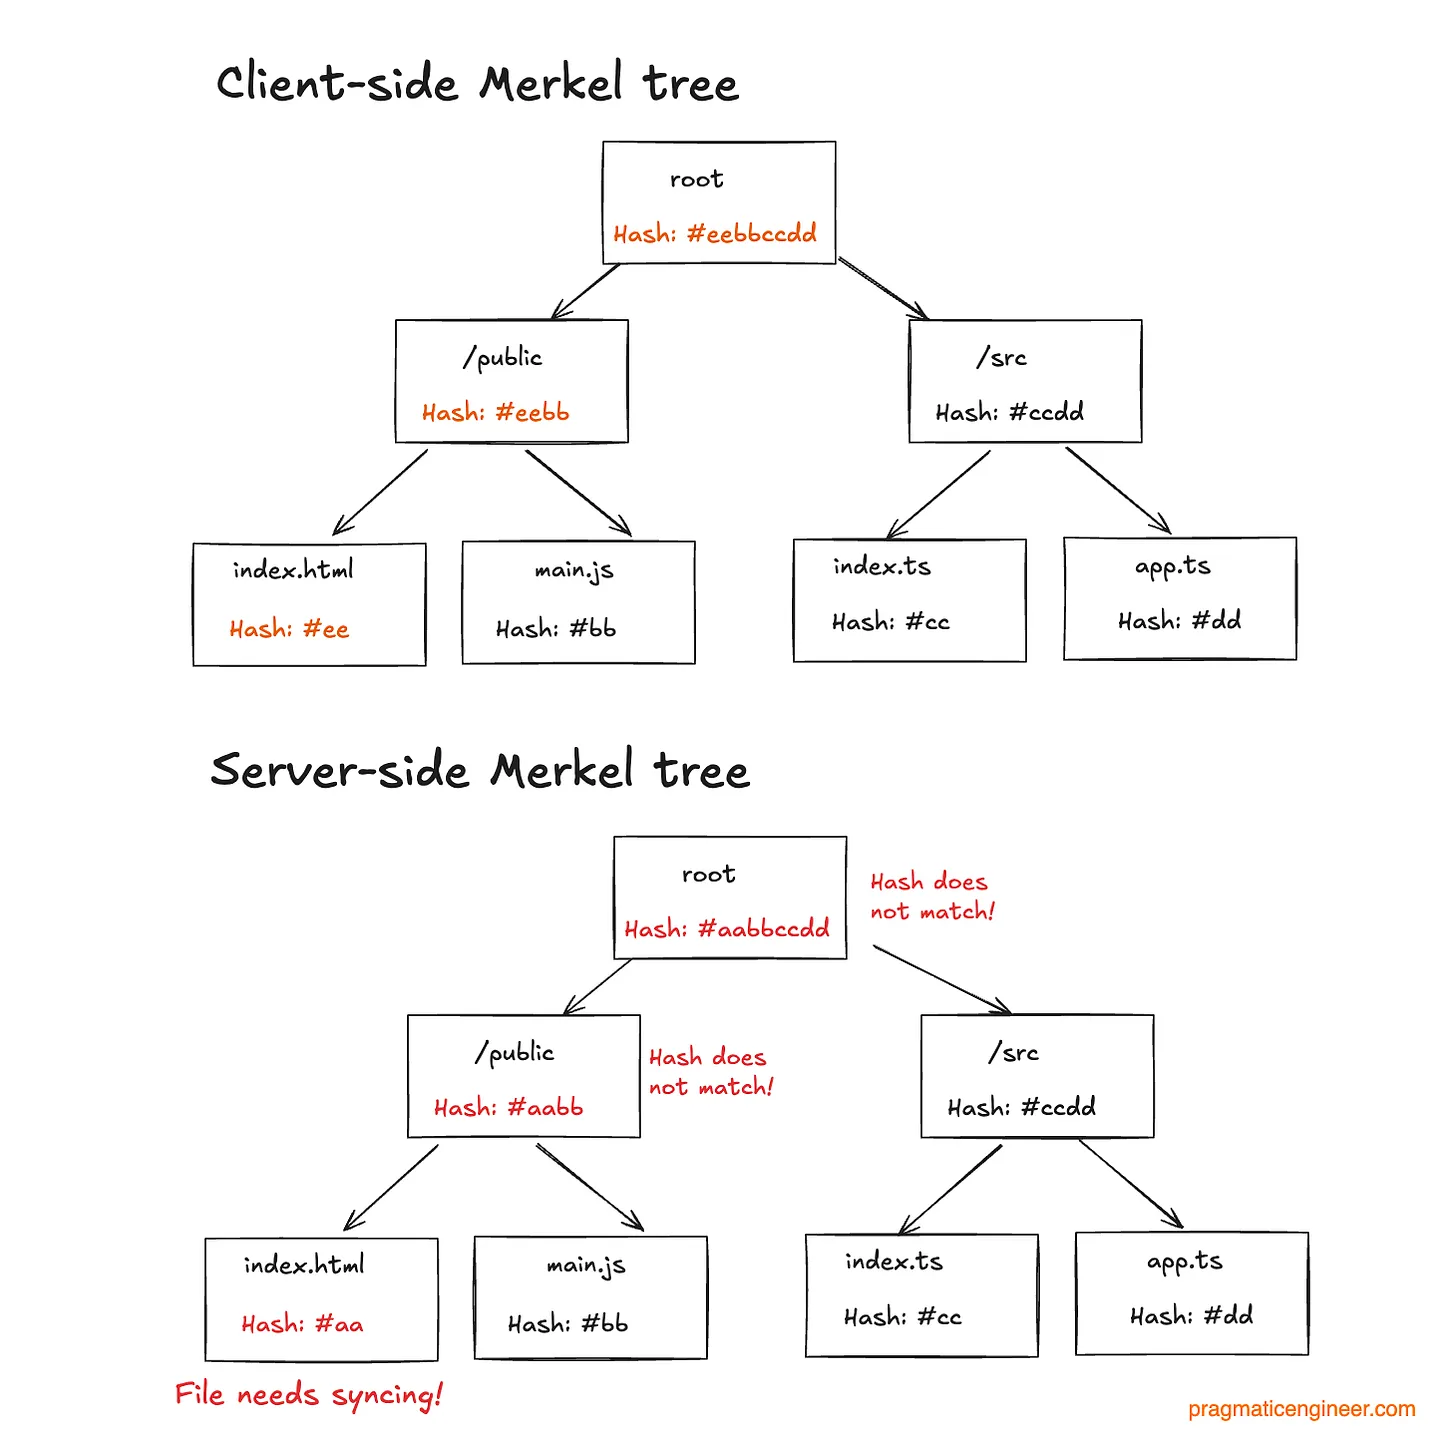 Client-side Merkel tree
root
Hash: #eebbccdd
/public
Hash: #eebb
/src
Hash: #ccdd
index.html
Hash: #ee
main.js
Hash: #bb
index.ts
Hash: #cc
app.ts
Hash: #dd
Server-side Merkel tree
root
Hash: #aabbccdd
Hash does
not match!
/public
Hash: #aabb
Hash does
not match!
/src
Hash: #ccdd
index.html
Hash: #aa
main.js
Hash: #bb
index.ts
Hash: #cc
app.ts
Hash: #dd
File needs syncing!
pragmaticengineer.com